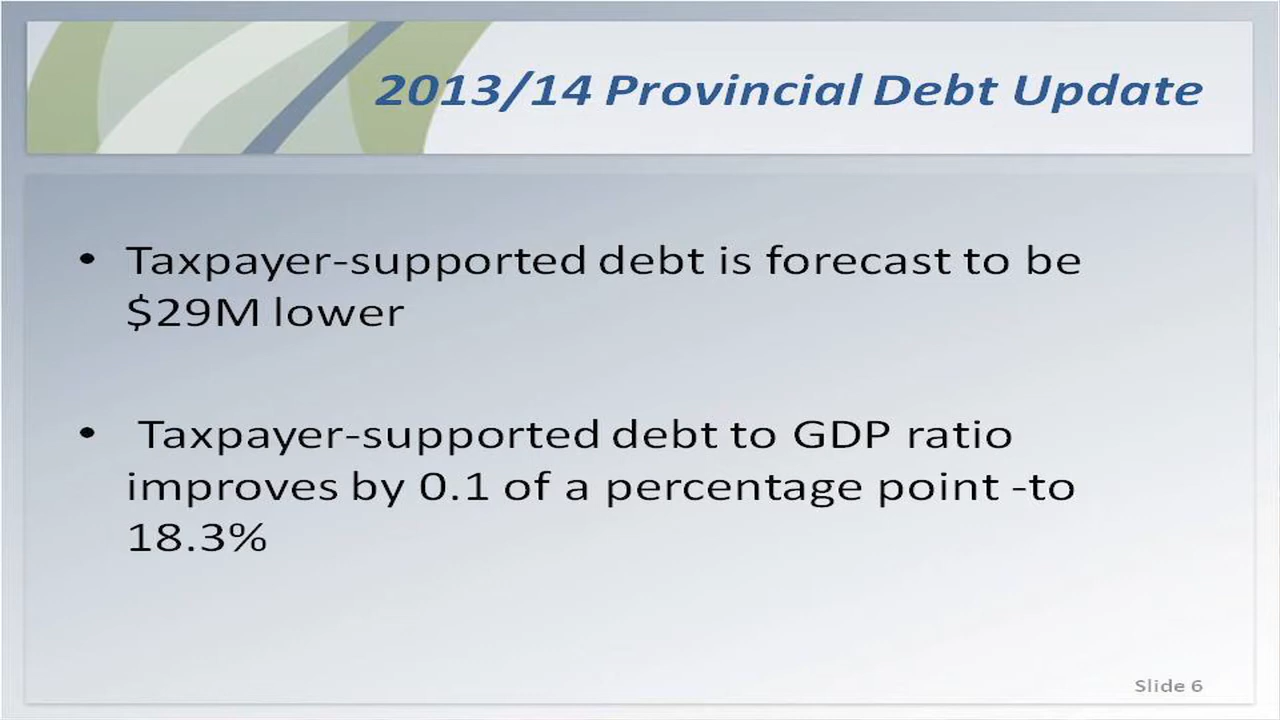 2013/14 Provincial Debt Update
• Taxpayer-supported debt is forecast to be
$29M lower
• Taxpayer-supported debt to GDP ratio
improves by 0.1 of a percentage point -to
18.3%
Slide 6